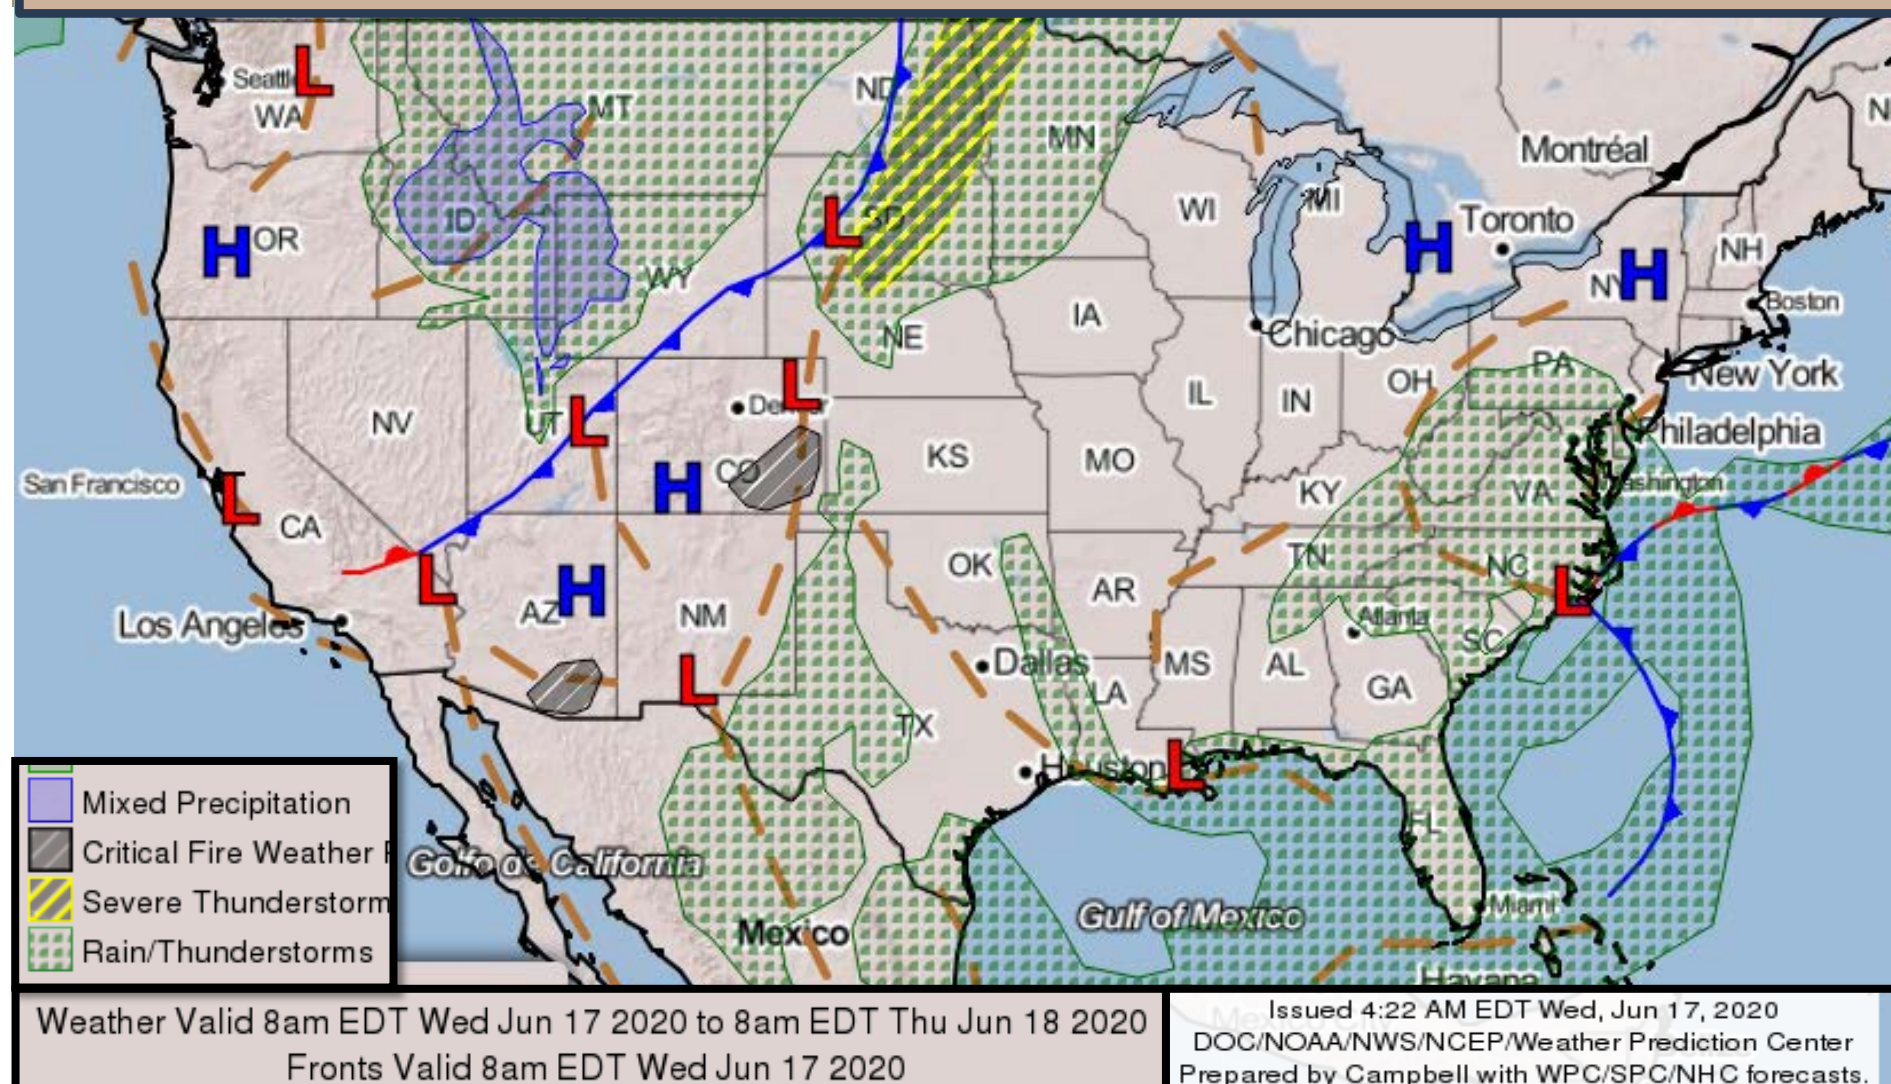 ND
Seattle
MT
WA
MN
Montréal
WI
MI
ID
SD
Toronto
OR
NH
WY
NY
Boston
IA
NE
Chicago
PA
New York
OH
IL
IN
NV
UT
Denver
Philadelphia
KS
MO
CO
San Francisco
KY
VA
CA
TN
NC
OK
AR
AZ
NM
Atlanta
Los Angeles
SC
Dallas
MS
AL
LA
GA
TX
Houston
FL
Mixed Precipitation
Critical Fire Weather
Golfo de California
Severe Thunderstorm
Miami
Gulf of Mexico
Mexico
Rain/Thunderstorms
Havana
L
L
L
L
L
L
L
L
L
H
H
H
H
H
Weather Valid 8am EDT Wed Jun 17 2020 to 8am EDT Thu Jun 18 2020
Fronts Valid 8am EDT Wed Jun 17 2020
Issued 4:22 AM EDT Wed, Jun 17, 2020
DOC/NOAA/NWS/NCEP/Weather Prediction Center
Prepared by Campbell with WPC/SPC/NHC forecasts.